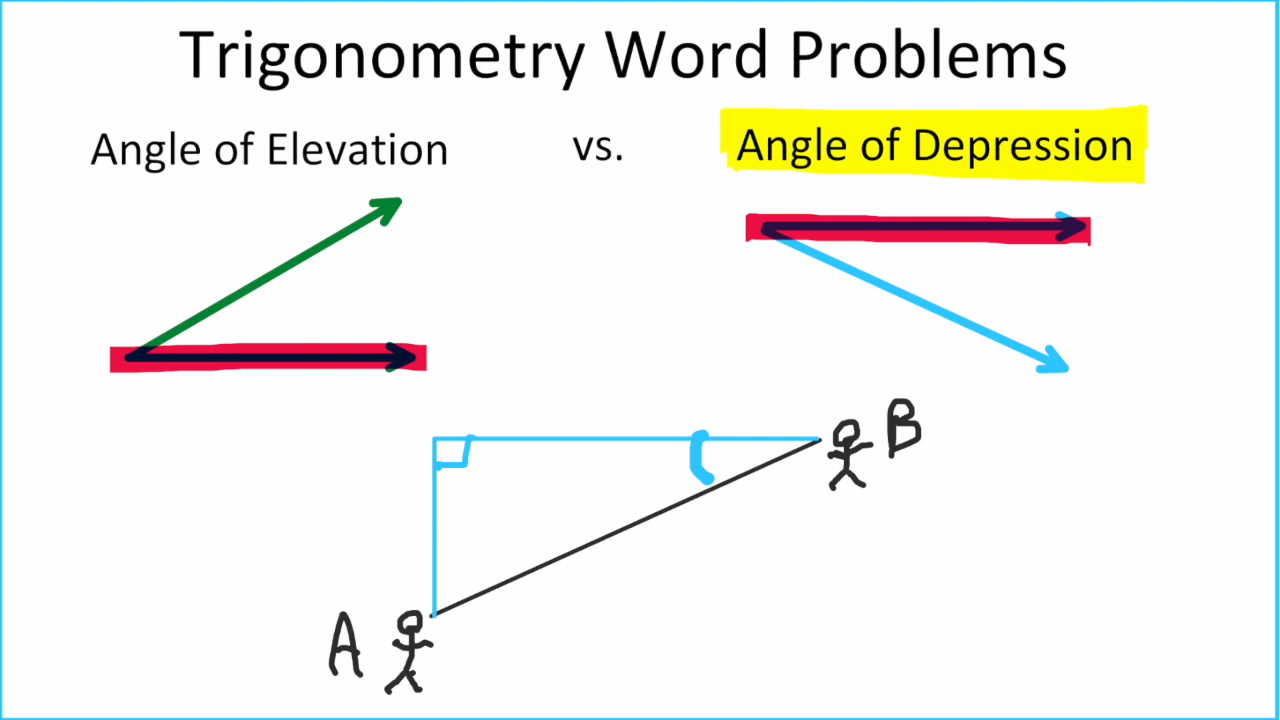 Trigonometry Word Problems
Angle of Elevation vs. Angle of Depression
B
A